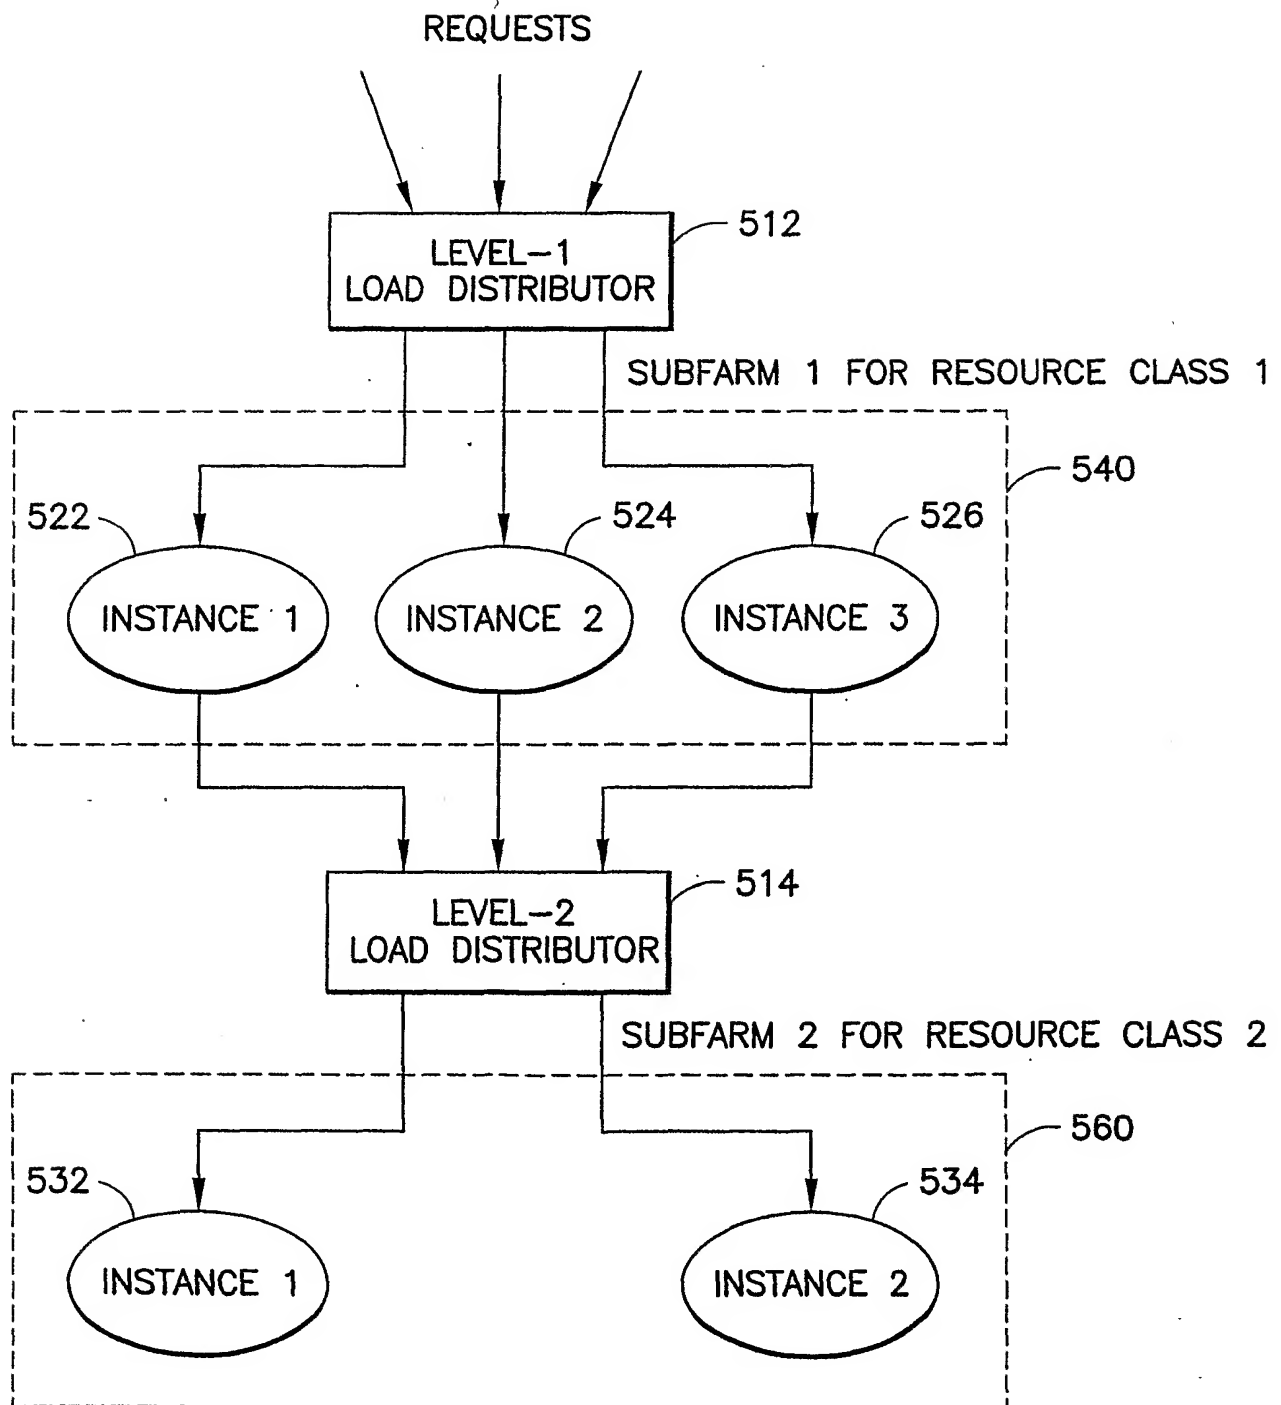 REQUESTS
512
LEVEL-1
LOAD DISTRIBUTOR
SUBFARM 1 FOR RESOURCE CLASS 1
540
522
524
526
INSTANCE 1
INSTANCE 2
INSTANCE 3
514
LEVEL-2
LOAD DISTRIBUTOR
SUBFARM 2 FOR RESOURCE CLASS 2
560
532
534
INSTANCE 1
INSTANCE 2